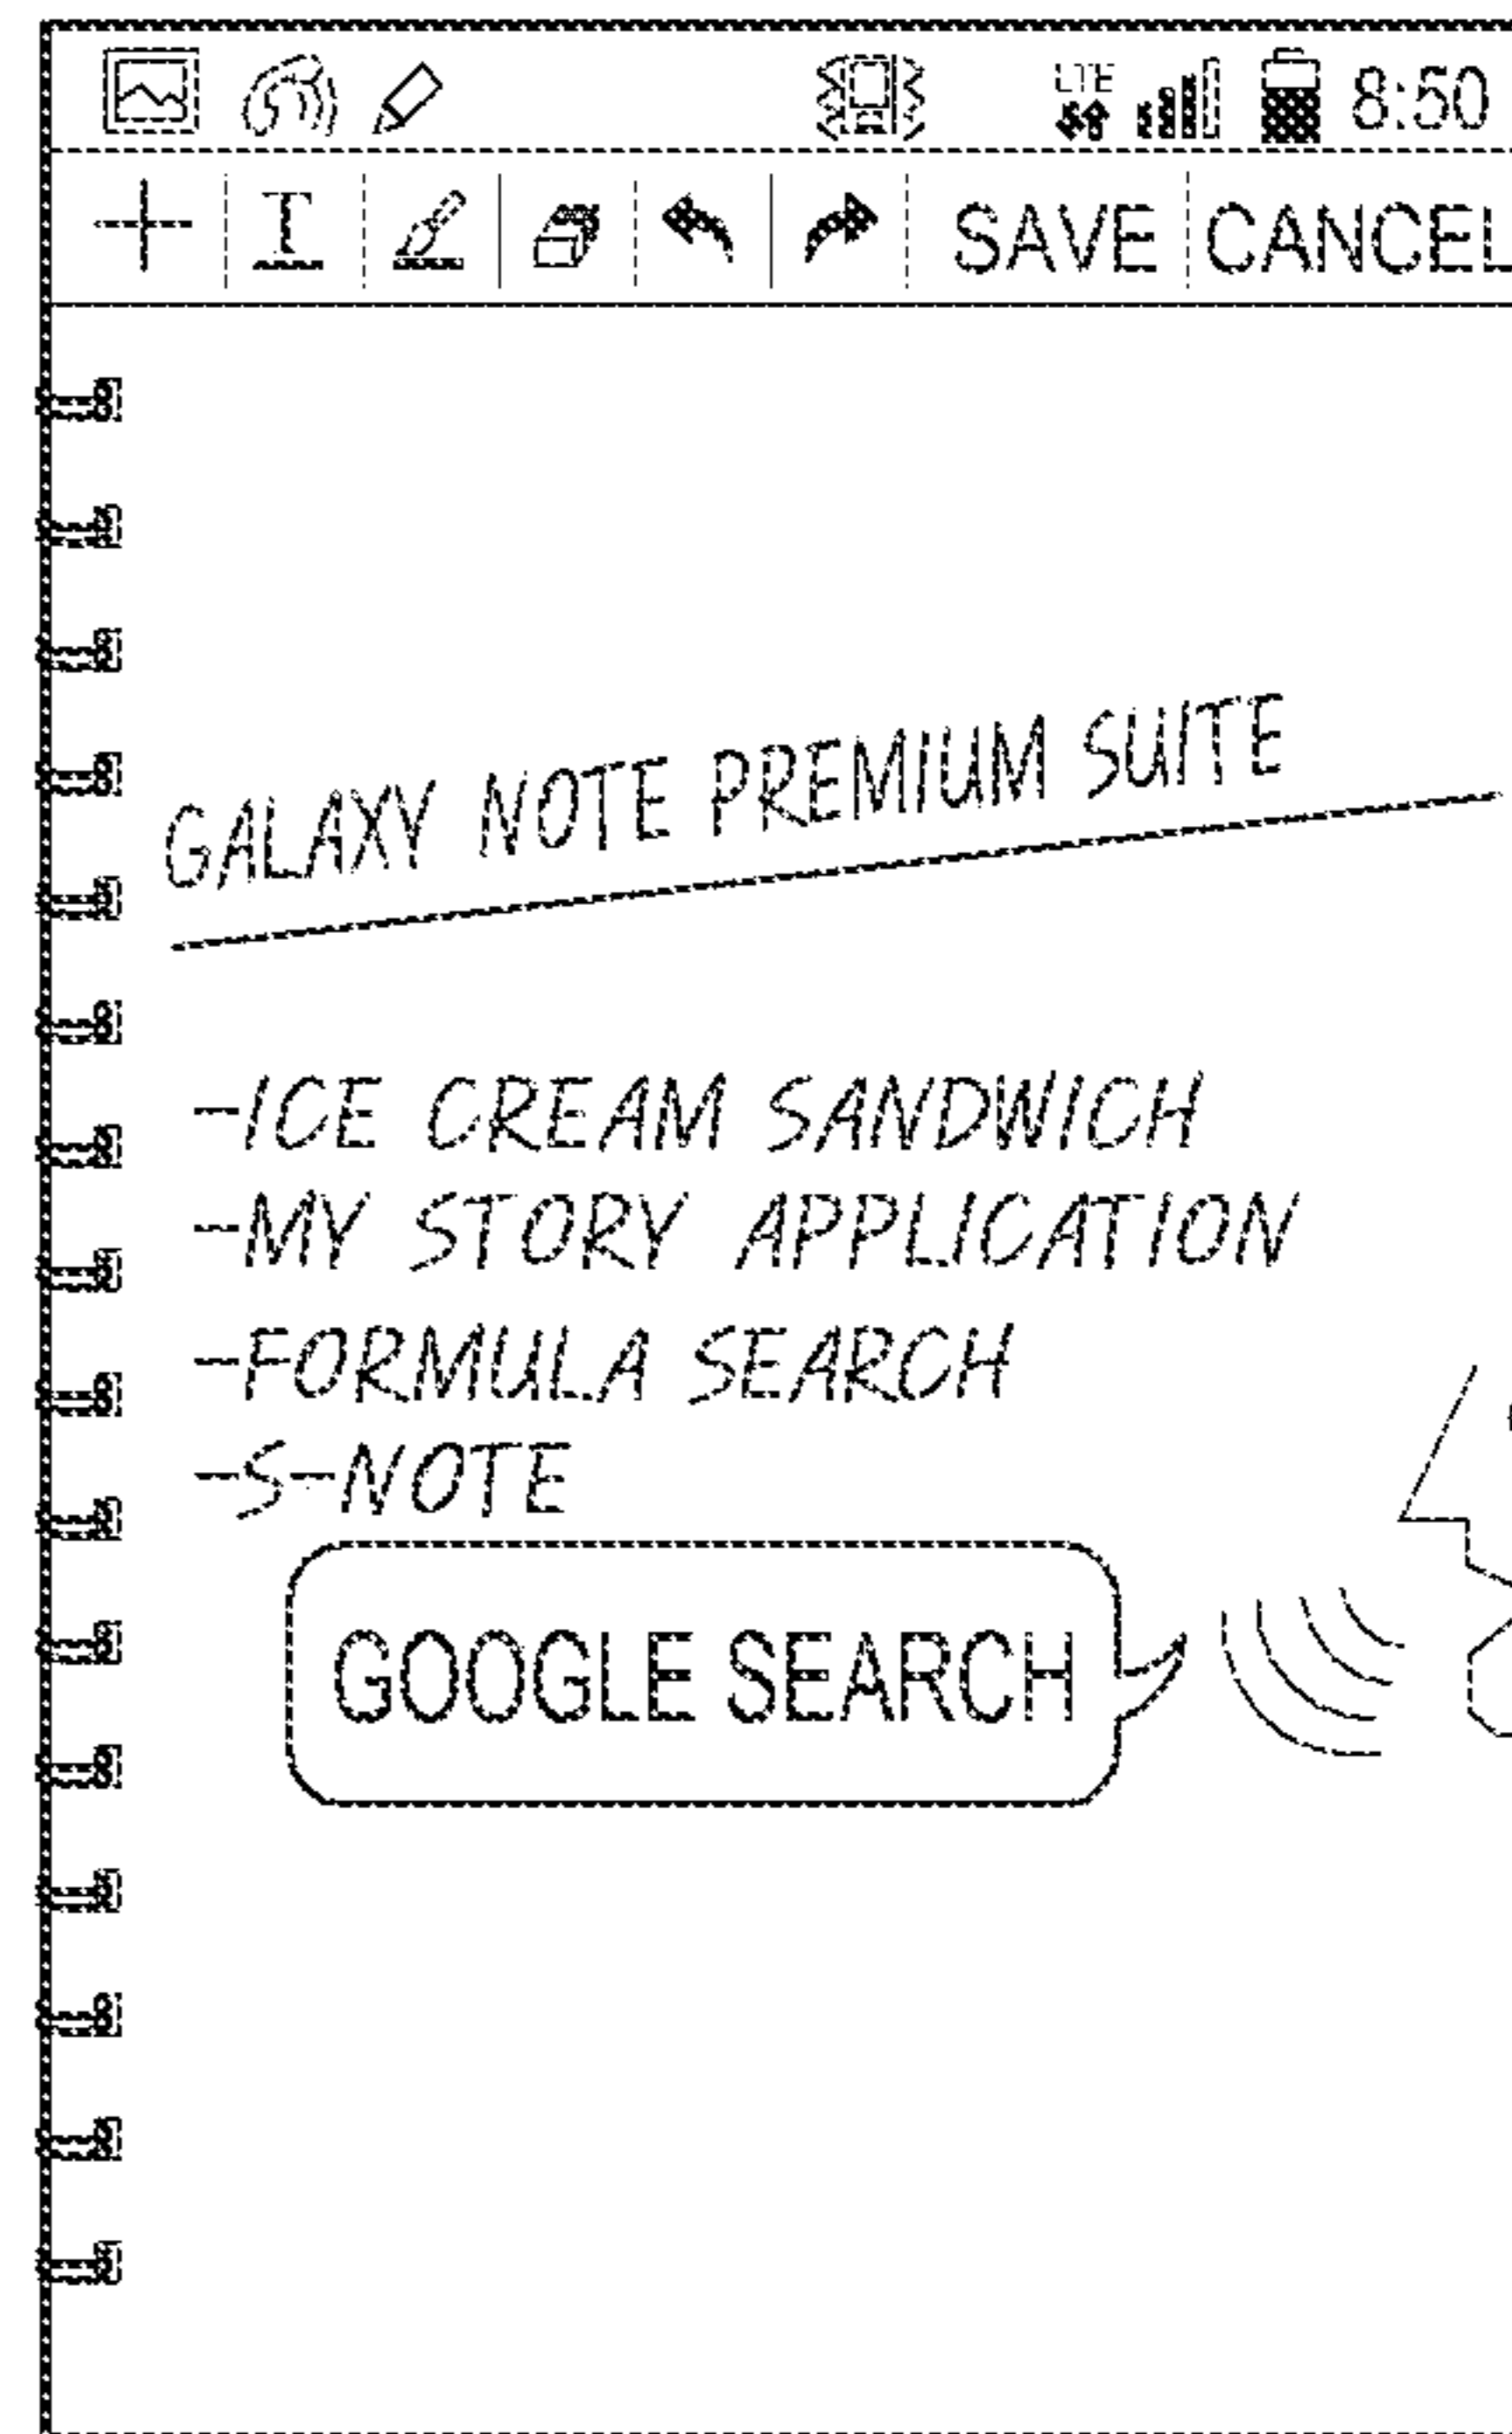 LTE 8:50
T SAVE CANCEL
GALAXY NOTE PREMIUM SUITE
-ICE CREAM SANDWICH
-MY STORY APPLICATION
-FORMULA SEARCH
-S-NOTE
GOOGLE SEARCH